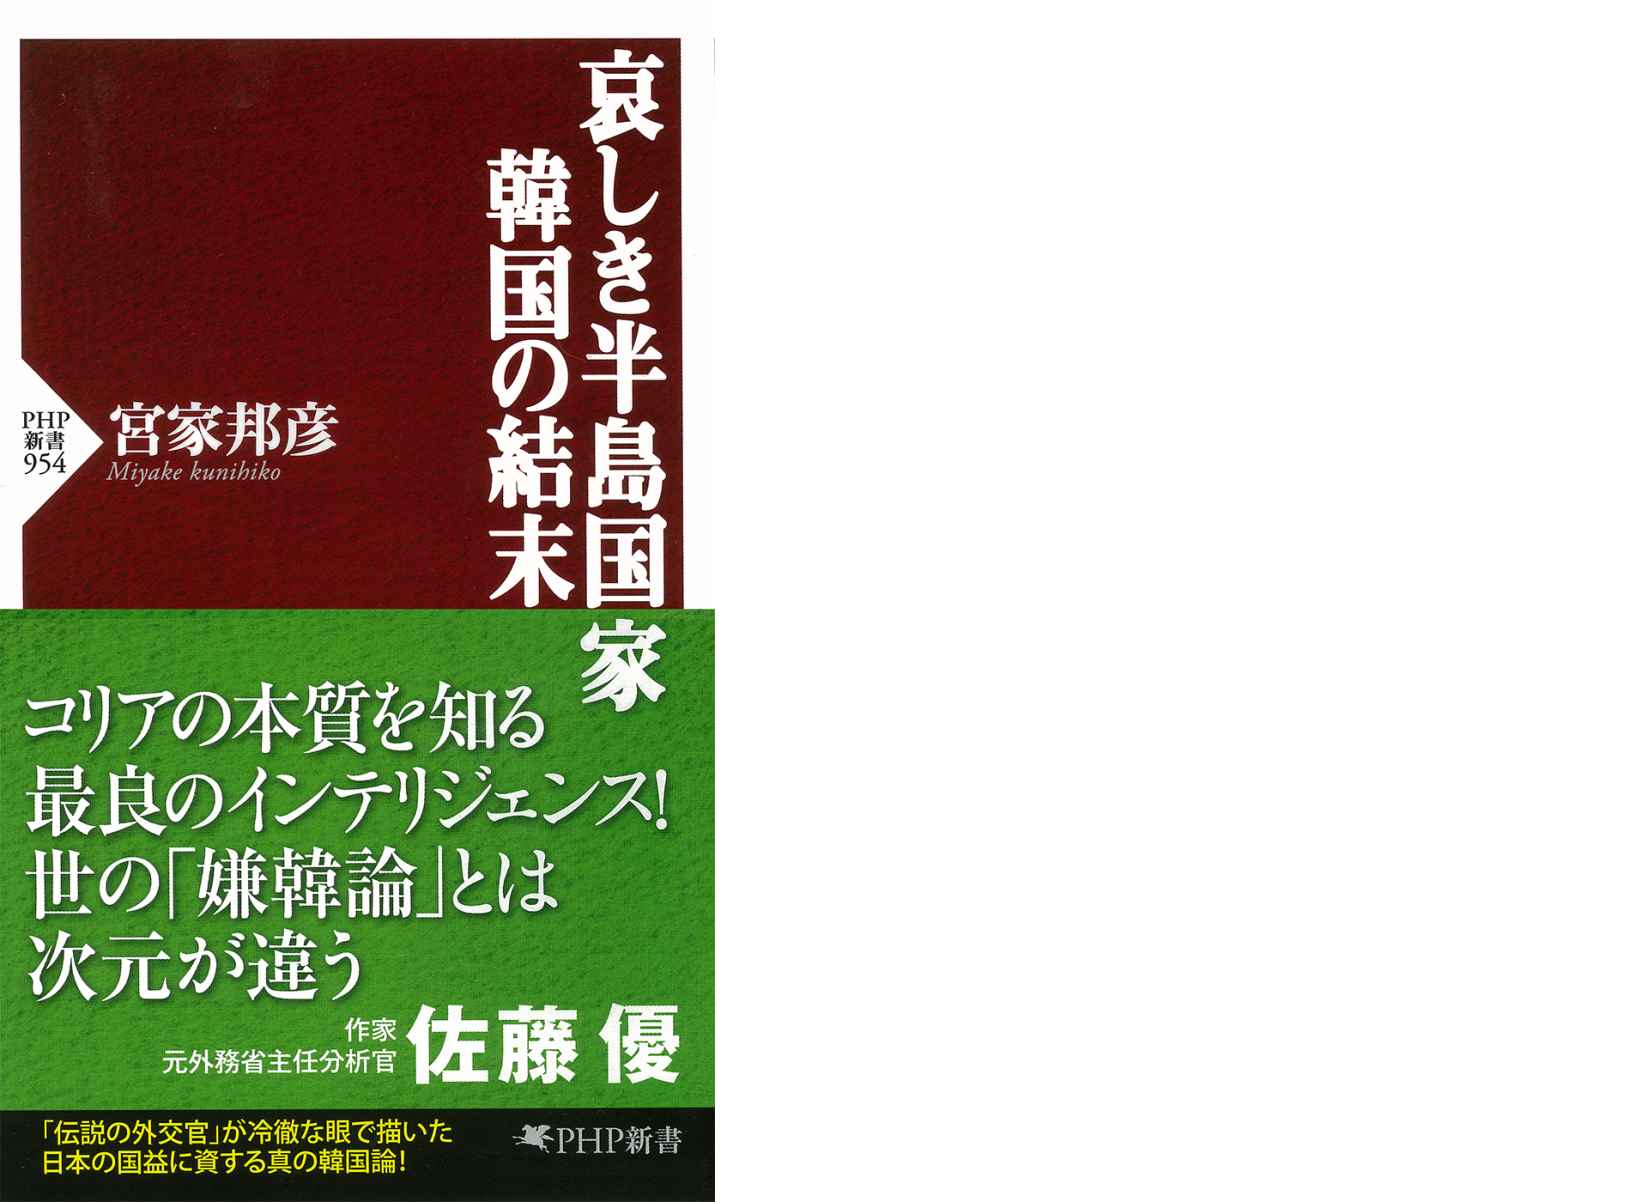 哀しき半島国家
韓国の結末
PHP
新書
954
宮家邦彦
Miyake kunihiko
コリアの本質を知る
最良のインテリジェンス!
世の「嫌韓論」とは
次元が違う
作家
元外務省主任分析官
佐藤 優
「伝説の外交官」が冷徹な眼で描いた
日本の国益に資する真の韓国論!
PHP新書